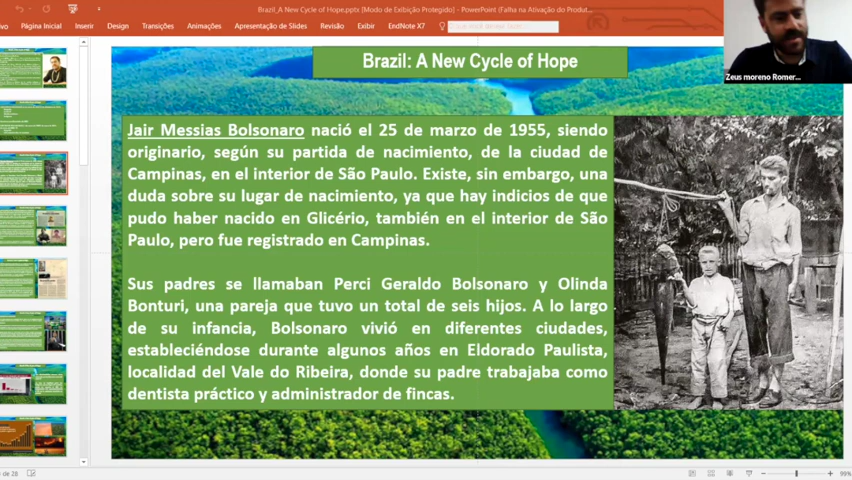 Brazil_A New Cycle of Hope.pptx [Modo de Exibição Protegido] - PowerPoint (Falha na Ativação do Produt...
ivo Página Inicial Inserir Design Transições Animações Apresentação de Slides Revisão Exibir EndNote X7
Zeus moreno Romer...
Brazil: A New Cycle of Hope
Jair Messias Bolsonaro nació el 25 de marzo de 1955, siendo
originario, según su partida de nacimiento, de la ciudad de
Campinas, en el interior de São Paulo. Existe, sin embargo, una
duda sobre su lugar de nacimiento, ya que hay indicios de que
pudo haber nacido en Glicério, también en el interior de São
Paulo, pero fue registrado en Campinas.
Sus padres se llamaban Perci Geraldo Bolsonaro y Olinda
Bonturi, una pareja que tuvo un total de seis hijos. A lo largo
de su infancia, Bolsonaro vivió en diferentes ciudades,
estableciéndose durante algunos años en Eldorado Paulista,
localidad del Vale do Ribeira, donde su padre trabajaba como
dentista práctico y administrador de fincas.
de 28
99%